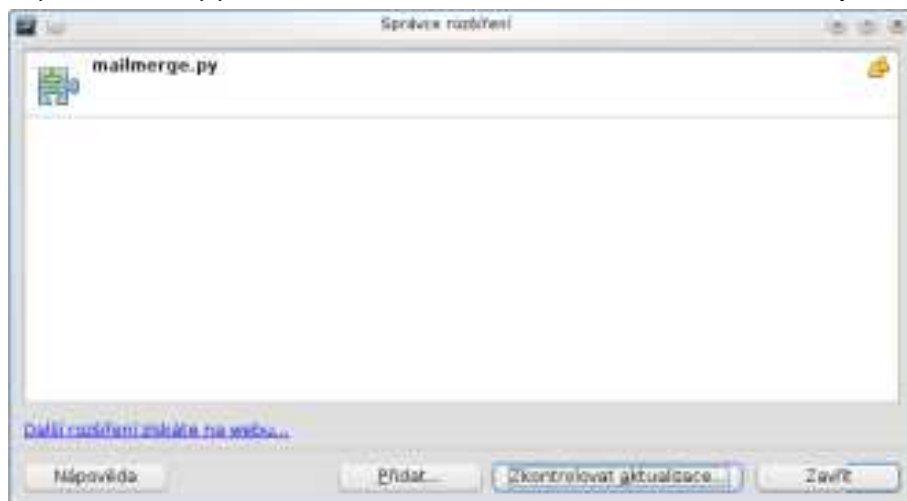 Správce rozšíření
mailmerge.py
Další rozšíření získáte na webu...
Nápověda
Přidat...
Zkontrolovat aktualizace...
Zavřít